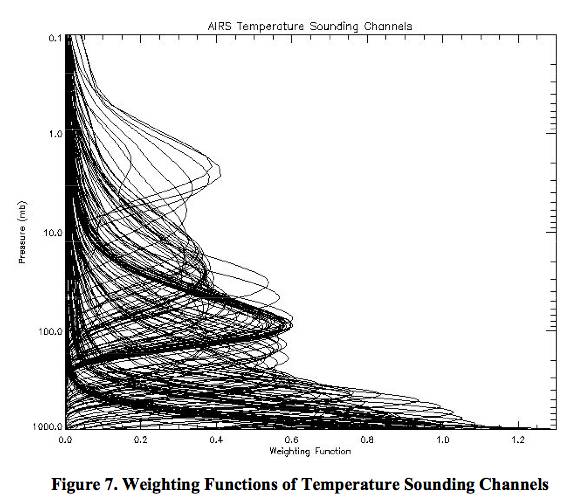 AIRS Temperature Sounding Channels
0.1
1.0
10.0
100.0
1000.0
Pressure (mb)
0.0 0.2 0.4 0.6 0.8 1.0 1.2
Weighting Function
Figure 7. Weighting Functions of Temperature Sounding Channels